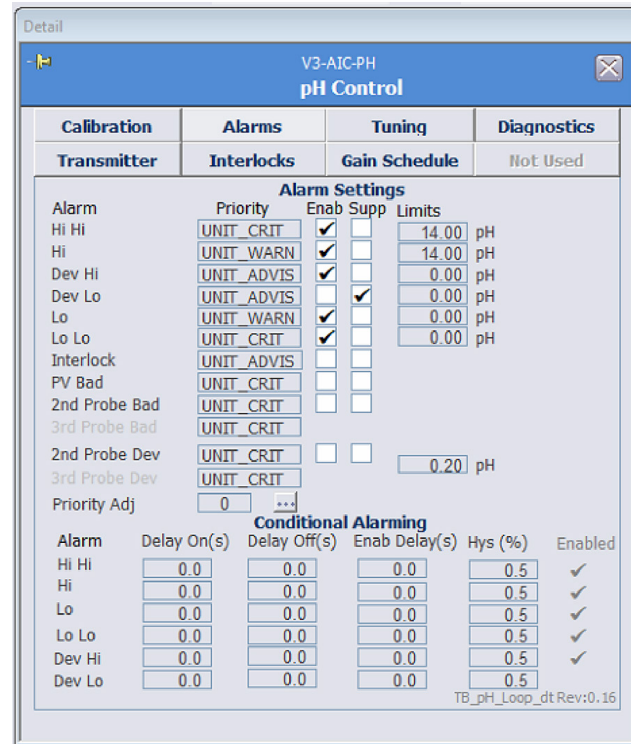 Detail
V3-AIC-PH
pH Control
Calibration Alarms Tuning Diagnostics
Transmitter Interlocks Gain Schedule Not Used
Alarm Settings
Alarm Priority Enab Supp Limits
Hi Hi UNIT_CRIT 14.00 pH
Hi UNIT_WARN 14.00 pH
Dev Hi UNIT_ADVIS 0.00 pH
Dev Lo UNIT_ADVIS 0.00 pH
Lo UNIT_WARN 0.00 pH
Lo Lo UNIT_CRIT 0.00 pH
Interlock UNIT_ADVIS
PV Bad UNIT_CRIT
2nd Probe Bad UNIT_CRIT
3rd Probe Bad UNIT_CRIT
2nd Probe Dev UNIT_CRIT 0.20 pH
3rd Probe Dev UNIT_CRIT
Priority Adj 0 ...
Conditional Alarming
Alarm Delay On(s) Delay Off(s) Enab Delay(s) Hys (%) Enabled
Hi Hi 0.0 0.0 0.0 0.5
Hi 0.0 0.0 0.0 0.5
Lo 0.0 0.0 0.0 0.5
Lo Lo 0.0 0.0 0.0 0.5
Dev Hi 0.0 0.0 0.0 0.5
Dev Lo 0.0 0.0 0.0 0.5
TB_pH_Loop_dt Rev:0.16